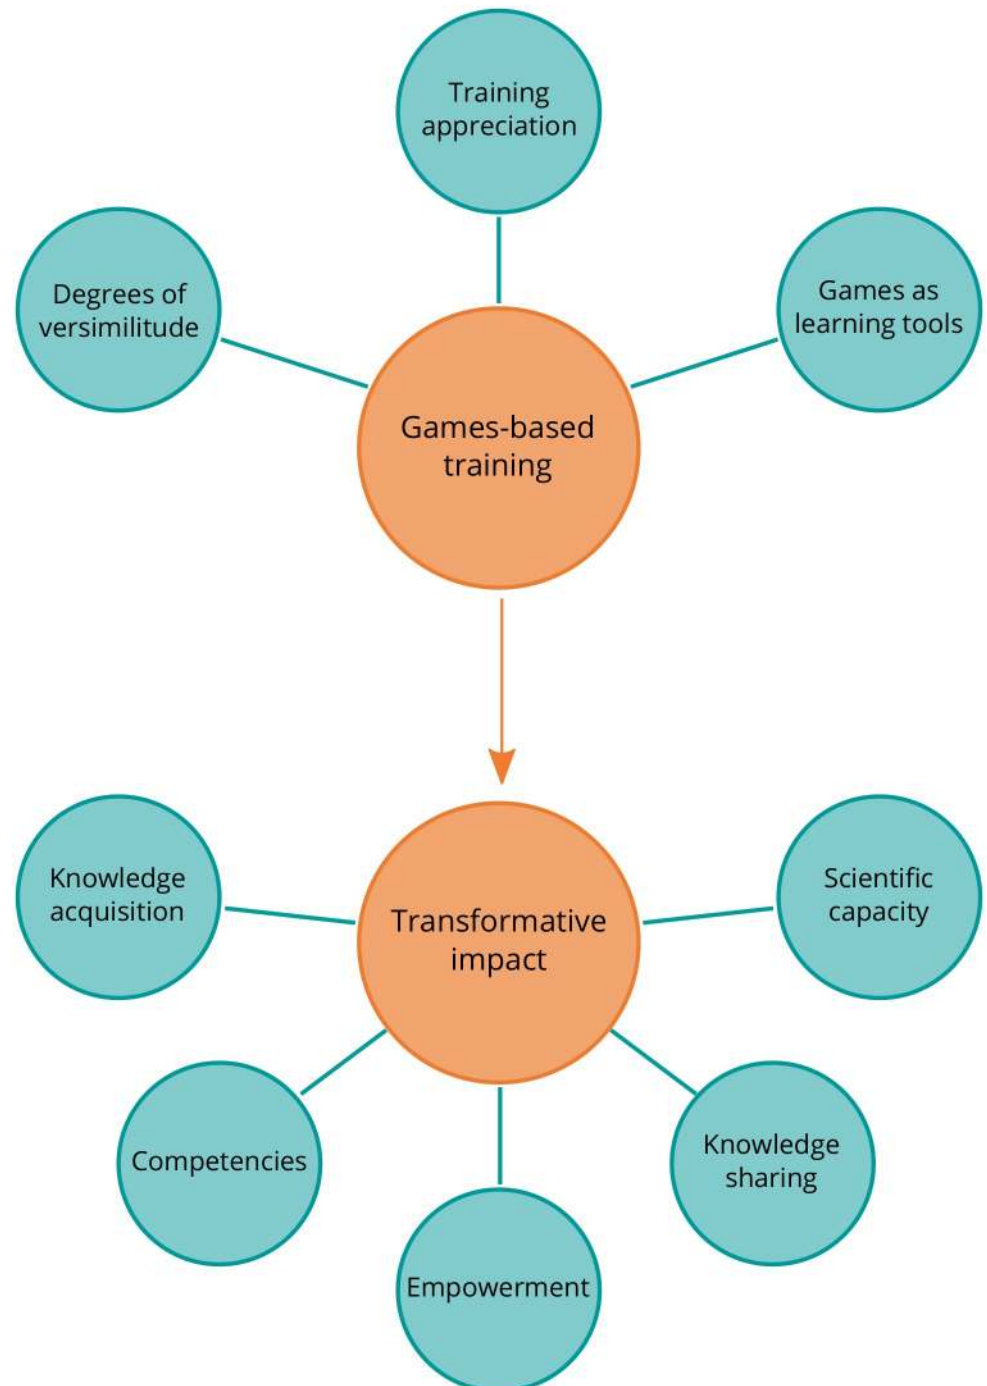 Training
appreciation
Degrees of
versimilitude
Games as
learning tools
Games-based
training
Knowledge
acquisition
Transformative
impact
Scientific
capacity
Competencies
Knowledge
sharing
Empowerment